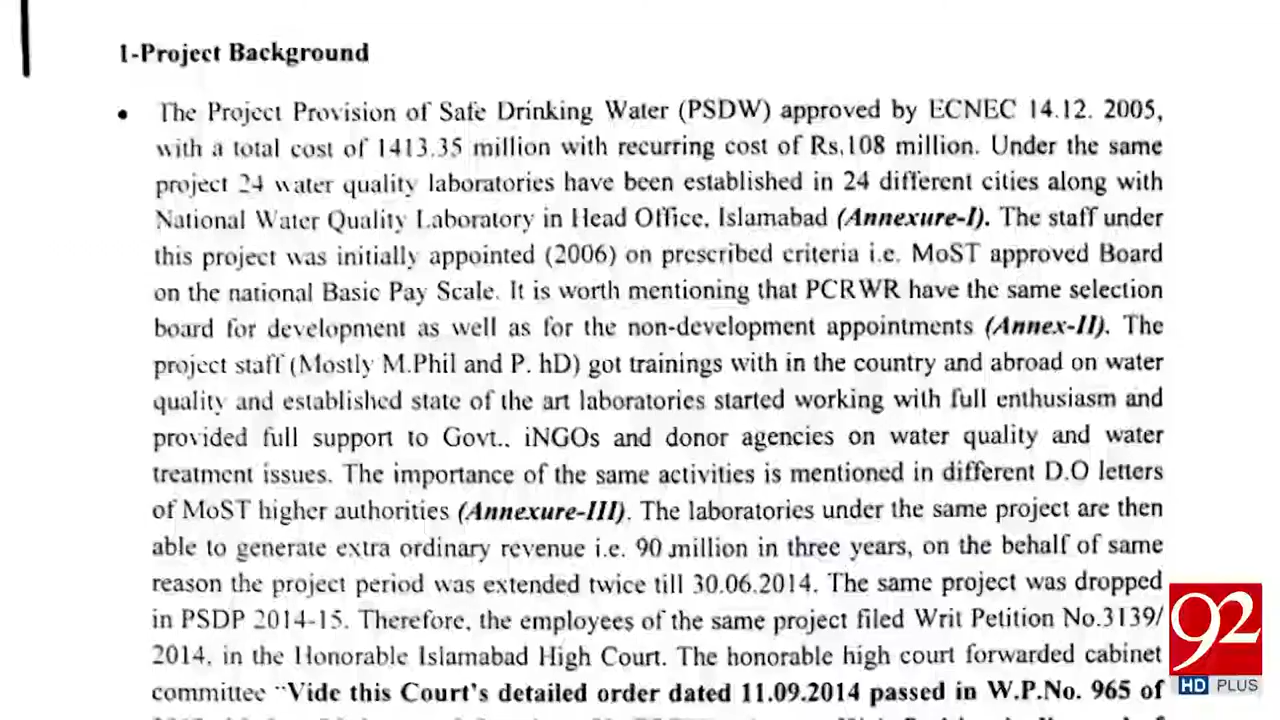 1-Project Background
• The Project Provision of Safe Drinking Water (PSDW) approved by ECNEC 14.12. 2005,
with a total cost of 1413.35 million with recurring cost of Rs.108 million. Under the same
project 24 water quality laboratories have been established in 24 different cities along with
National Water Quality Laboratory in Head Office, Islamabad (Annexure-I). The staff under
this project was initially appointed (2006) on prescribed criteria i.e. MoST approved Board
on the national Basic Pay Scale. It is worth mentioning that PCRWR have the same selection
board for development as well as for the non-development appointments (Annex-II). The
project staff (Mostly M.Phil and P. hD) got trainings with in the country and abroad on water
quality and established state of the art laboratories started working with full enthusiasm and
provided full support to Govt., iNGOs and donor agencies on water quality and water
treatment issues. The importance of the same activities is mentioned in different D.O letters
of MoST higher authorities (Annexure-III). The laboratories under the same project are then
able to generate extra ordinary revenue i.e. 90 million in three years, on the behalf of same
reason the project period was extended twice till 30.06.2014. The same project was dropped
in PSDP 2014-15. Therefore, the employees of the same project filed Writ Petition No.3139/
2014, in the Honorable Islamabad High Court. The honorable high court forwarded cabinet
committee "Vide this Court's detailed order dated 11.09.2014 passed in W.P.No. 965 of
92
HD PLUS